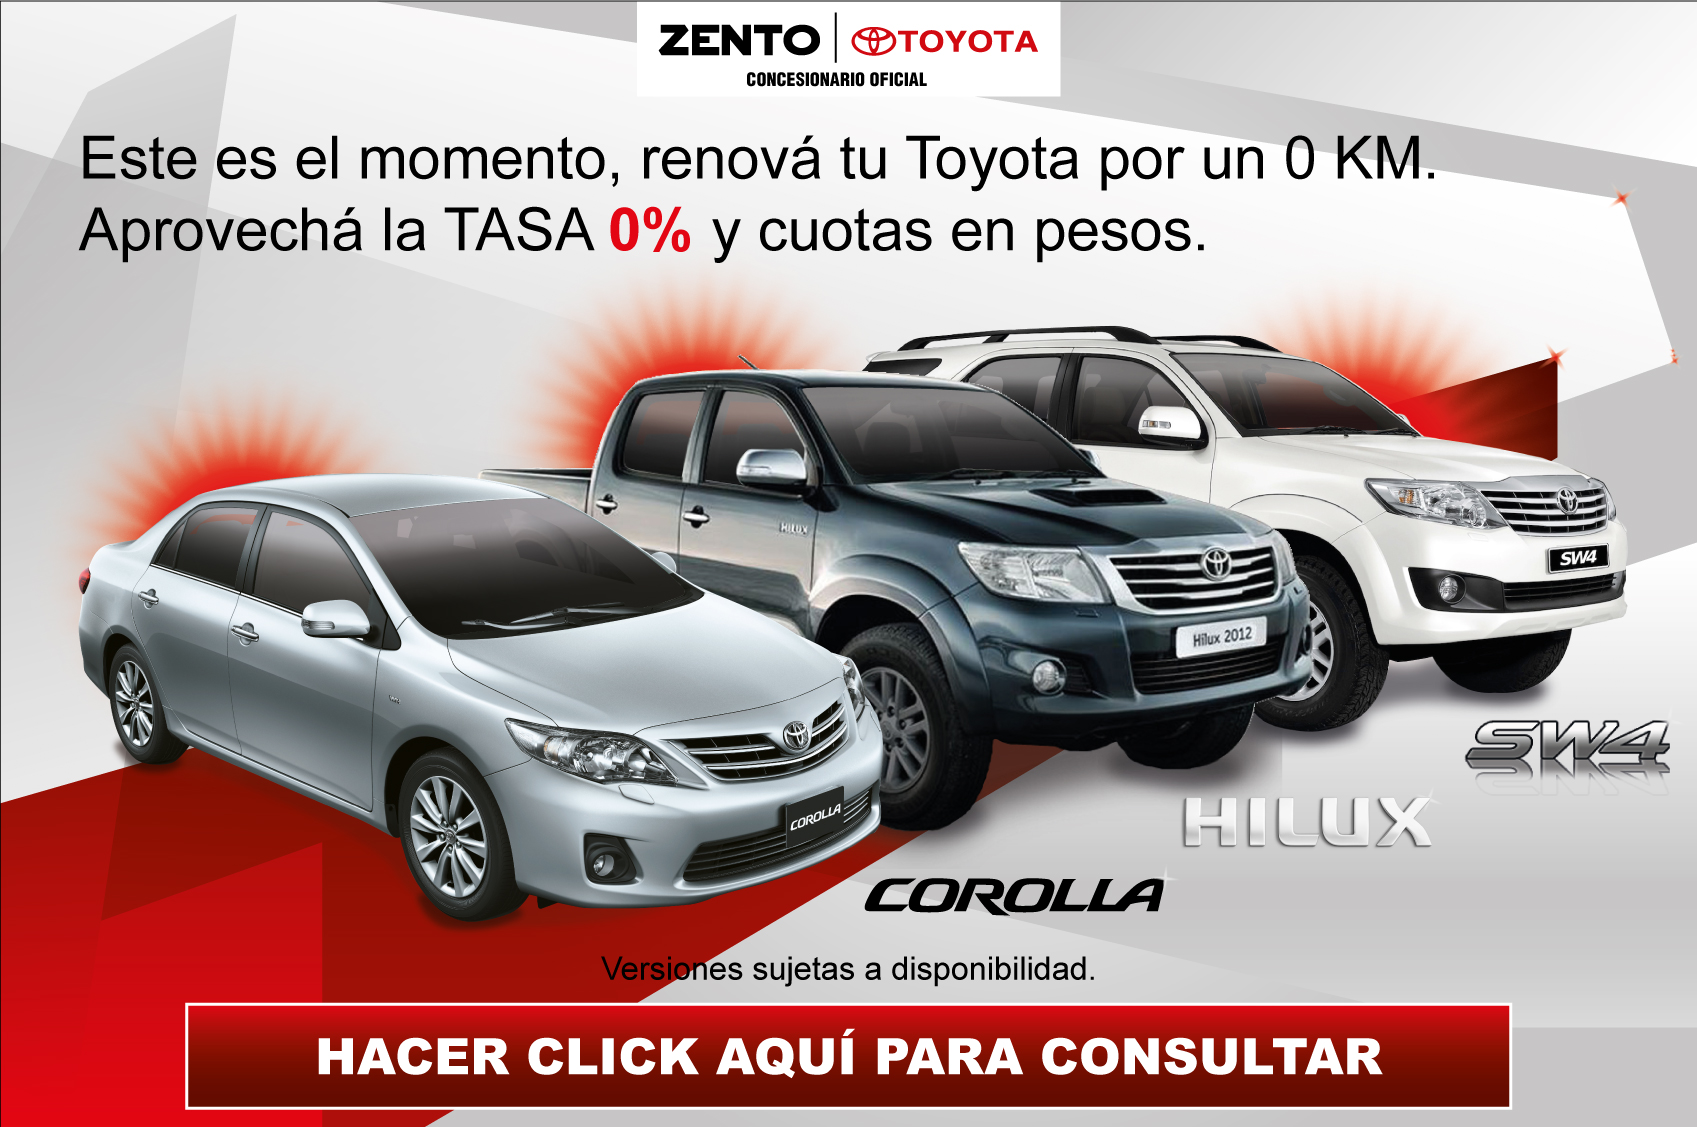 ZENTO TOYOTA
CONCESIONARIO OFICIAL
Este es el momento, renová tu Toyota por un 0 KM.
Aprovechá la TASA 0% y cuotas en pesos.
HILUX
SW4
Hilux 2012
COROLLA
SW4
HILUX
COROLLA
Versiones sujetas a disponibilidad.
HACER CLICK AQUÍ PARA CONSULTAR